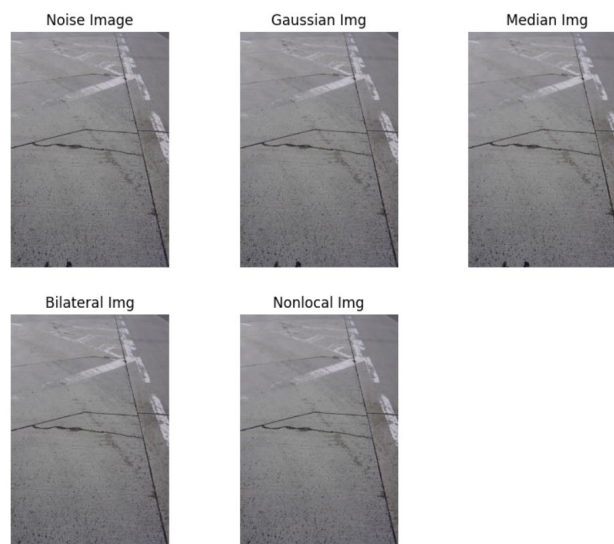 Noise Image
Gaussian Img
Median Img
Bilateral Img
Nonlocal Img